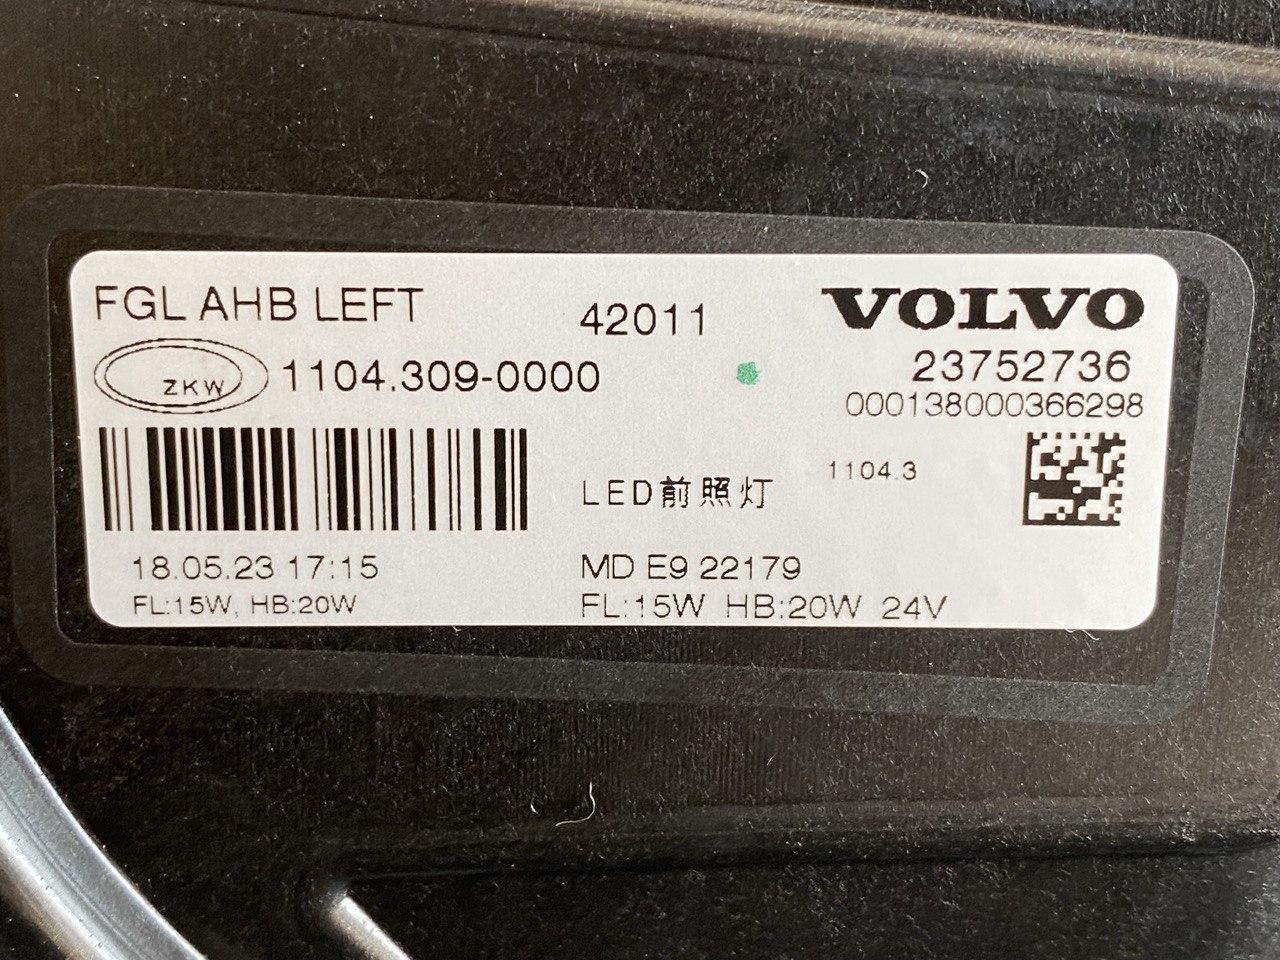 FGL AHB LEFT
42011
VOLVO
ZKW
1104.309-0000
23752736
000138000366298
LED前照灯
1104.3
18.05.23 17:15
MD E9 22179
FL:15W, HB:20W
FL:15W HB:20W 24V